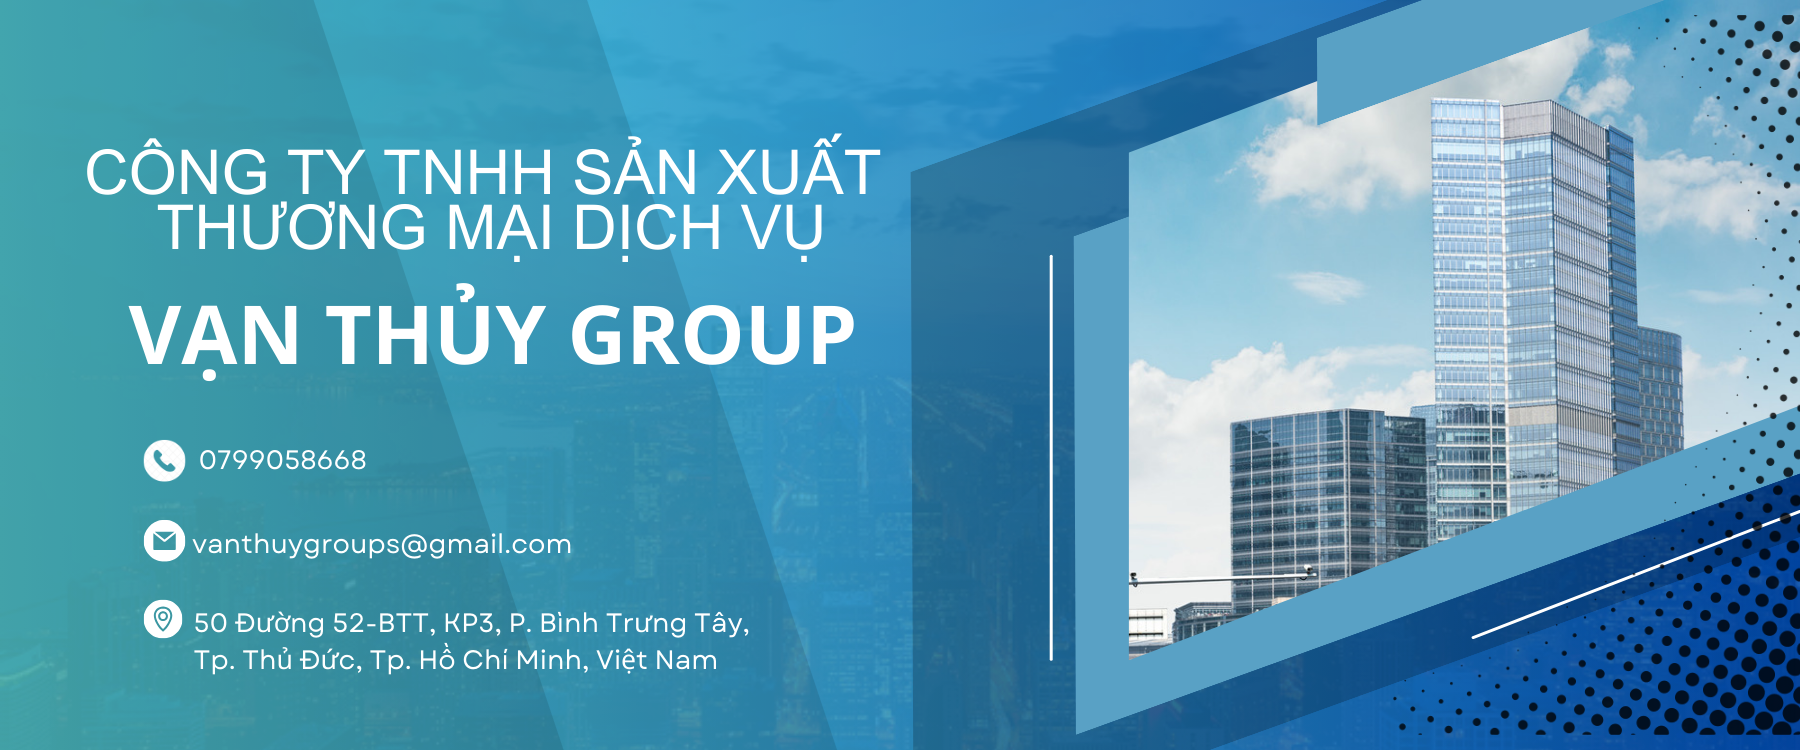 CÔNG TY TNHH SẢN XUẤT
THƯƠNG MẠI DỊCH VỤ
VẠN THỦY GROUP
0799058668
vanthuygroups@gmail.com
50 Đường 52-BTT, KP3, P. Bình Trưng Tây,
Tp. Thủ Đức, Tp. Hồ Chí Minh, Việt Nam